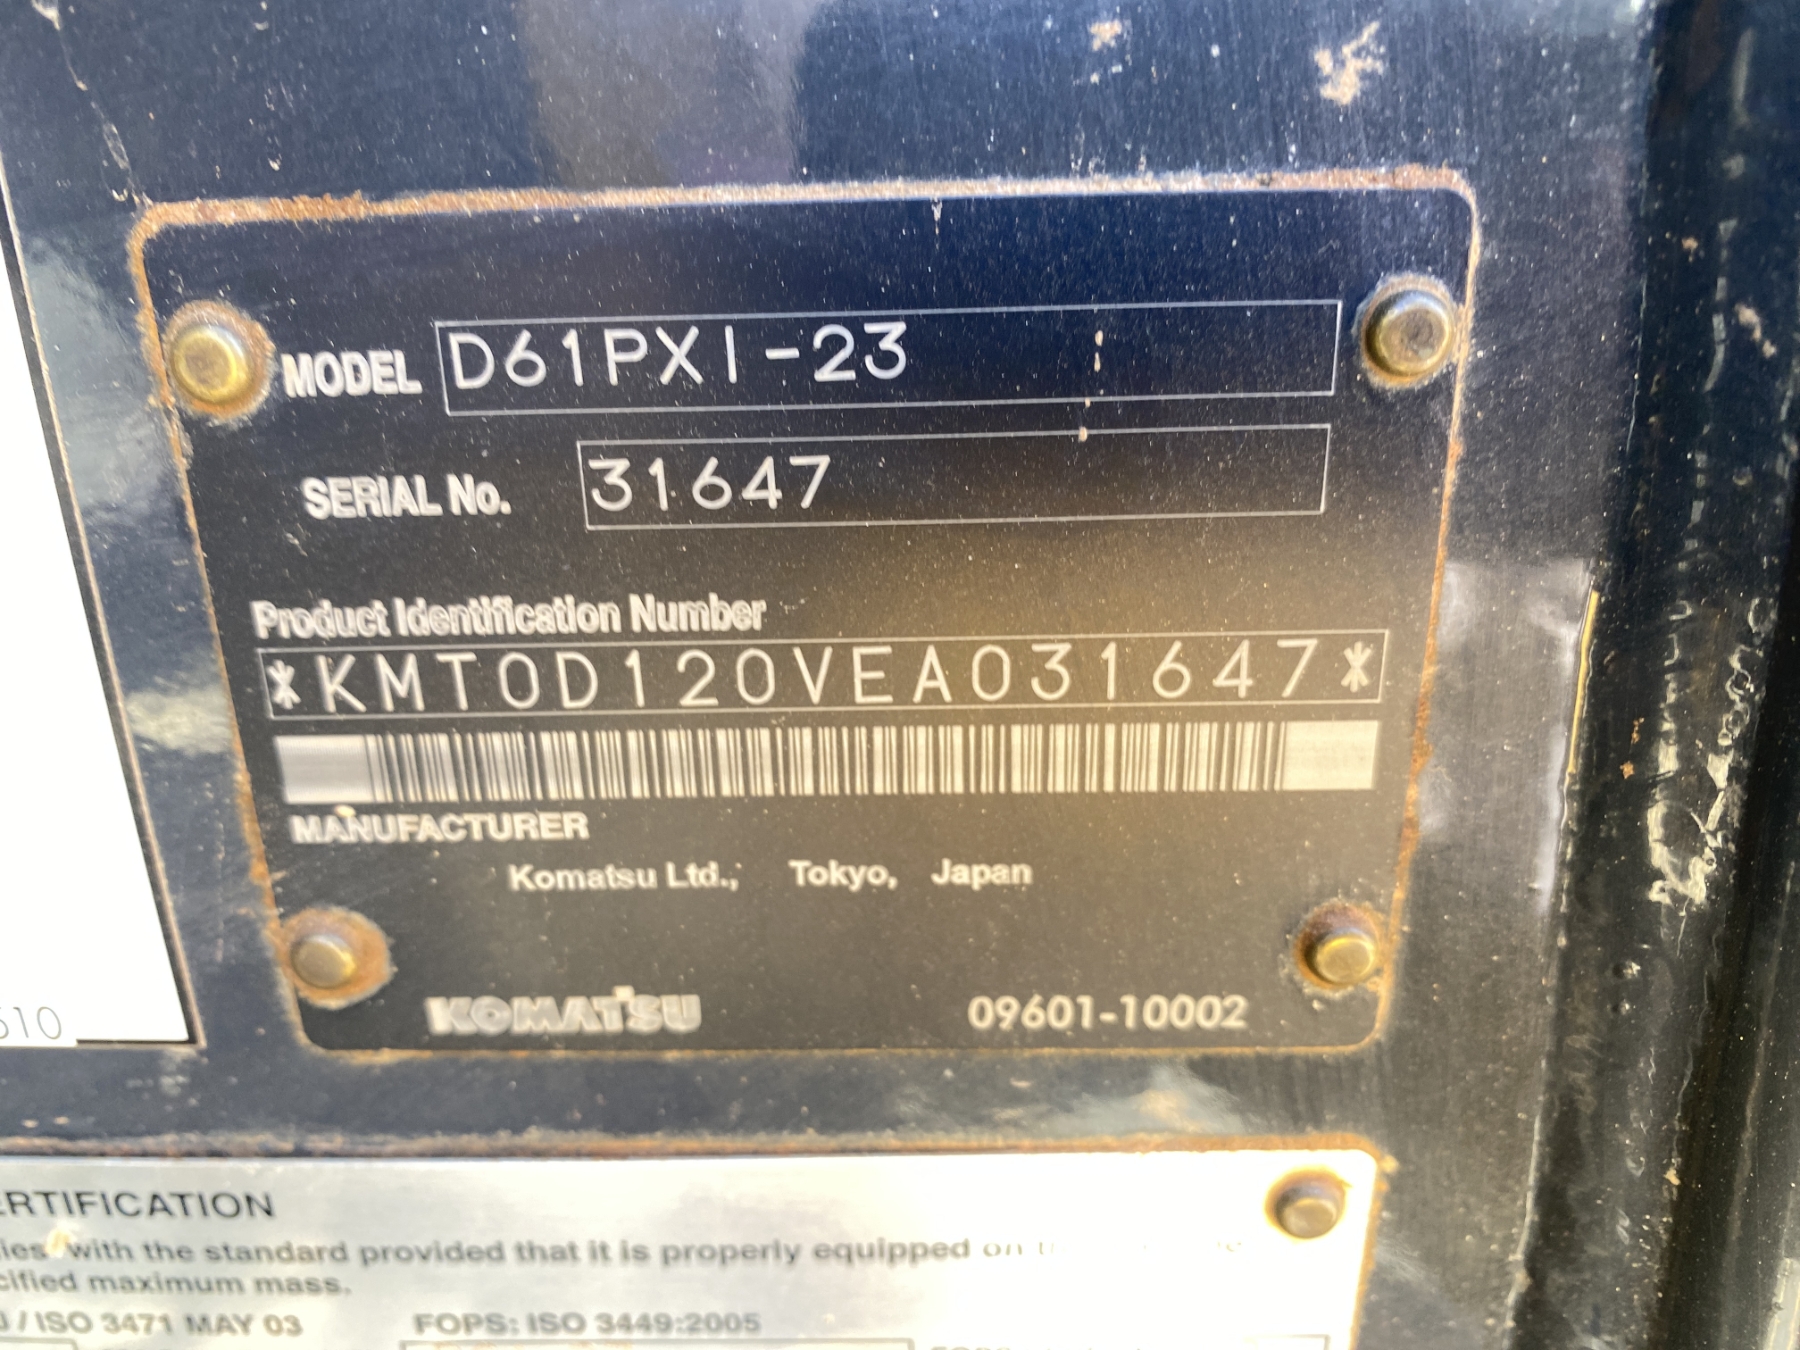 MODEL D61PXI-23
SERIAL No. 31647
Product Identification Number
*KMT0D120VEA031647*
MANUFACTURER
Komatsu Ltd., Tokyo, Japan
KOMATSU 09601-10002
510
ERTIFICATION
with the standard provided that it is properly equipped on
cified maximum mass.
/ ISO 3471 MAY 03 FOPS: ISO 3449:2005